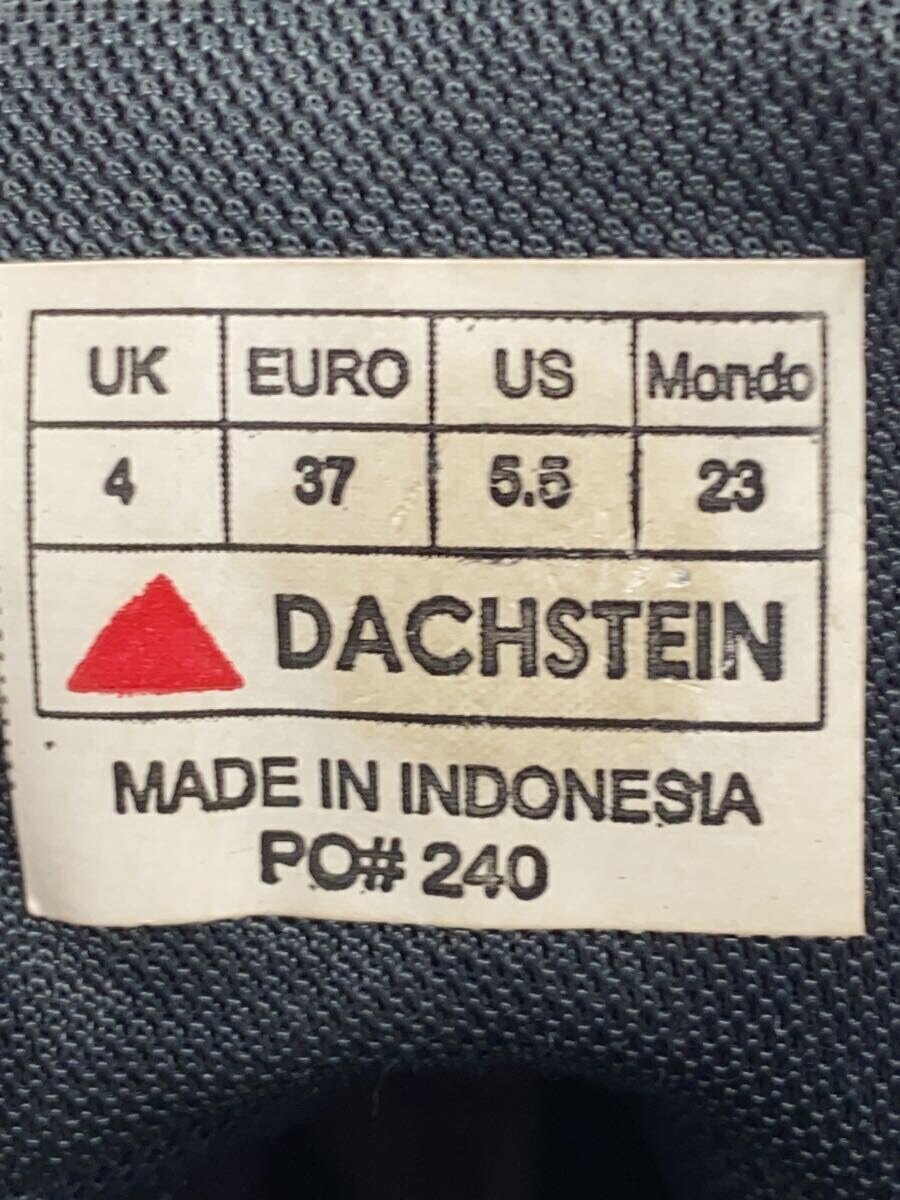 UK EURO US Mondo
4 37 5.5 23
DACHSTEIN
MADE IN INDONESIA
PO# 240